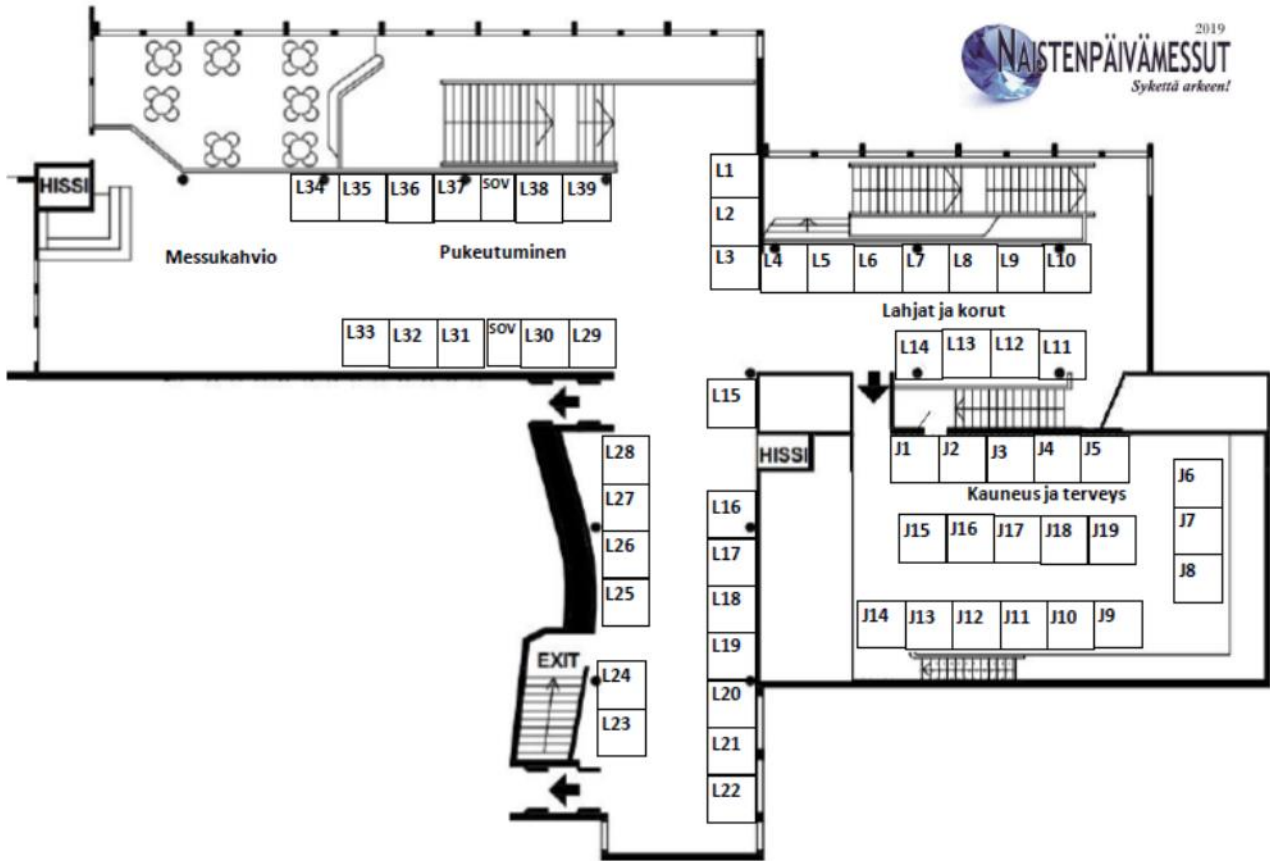 2019
NAISTENPÄIVÄMESSUT
Sykettä arkeen!
HISSI
L34 L35 L36 L37 SOV L38 L39
Messukahvio
Pukeutuminen
L33 L32 L31 SOV L30 L29
L1
L2
L3
L4 L5 L6 L7 L8 L9 L10
Lahjat ja korut
L14 L13 L12 L11
L15
HISSI
L28
L27
L26
L25
EXIT
L24
L23
L16
L17
L18
L19
L20
L21
L22
J1 J2 J3 J4 J5
Kauneus ja terveys
J6
J7
J8
J15 J16 J17 J18 J19
J14 J13 J12 J11 J10 J9